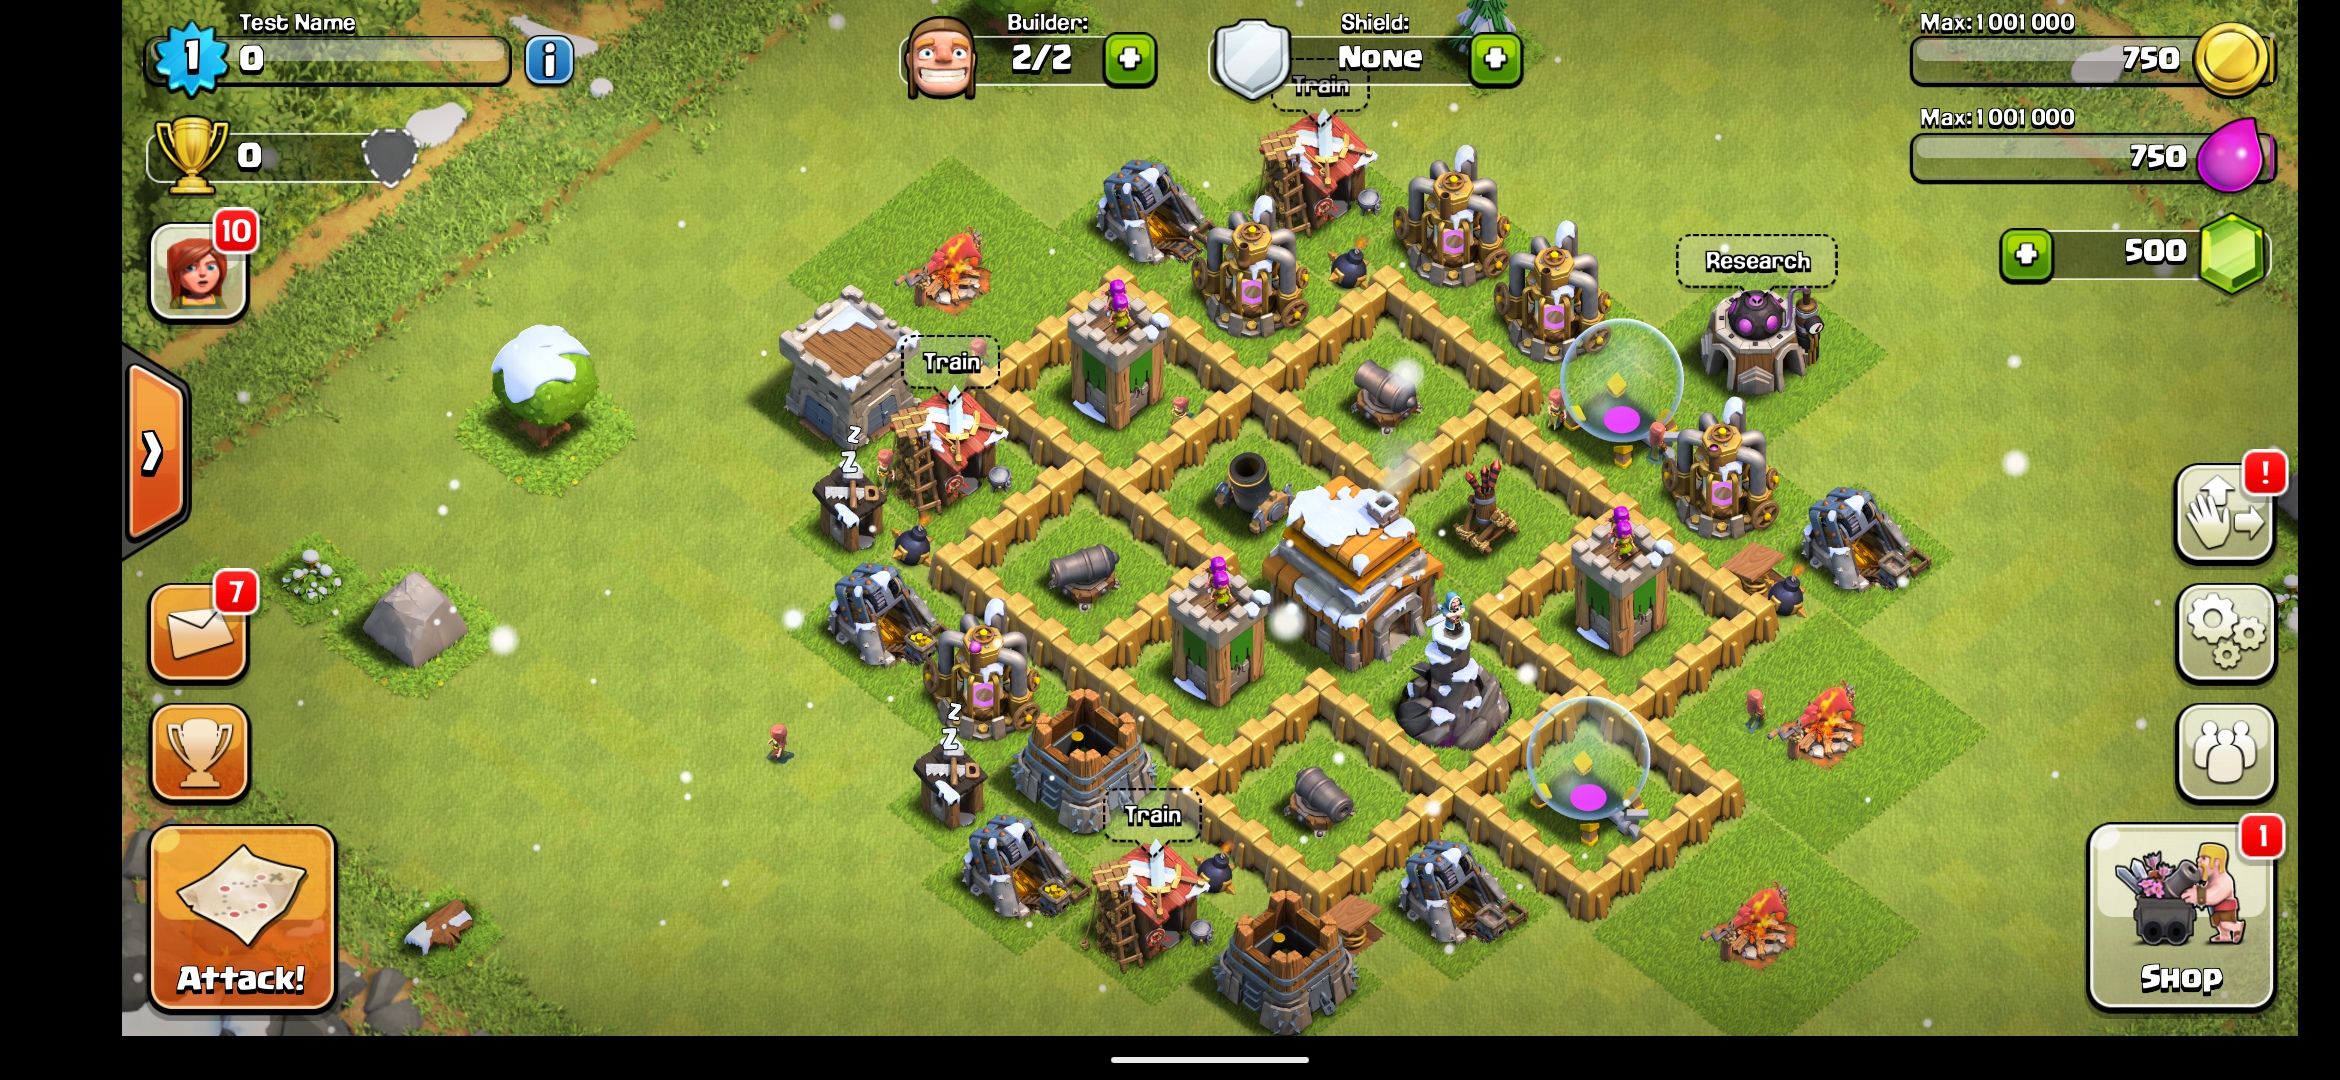 Test Name
1
0
i
Builder:
2/2
Shield:
None
Max: 1 001 000
750
Max: 1 001 000
750
500
0
10
Train
Research
Train
z
Z
!
7
z
Z
Train
1
Attack!
Shop